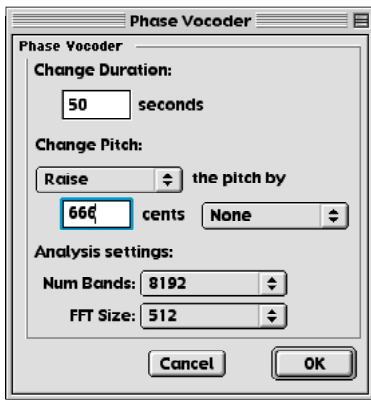 Phase Vocoder
Phase Vocoder
Change Duration:
50 seconds
Change Pitch:
Raise the pitch by
666 cents None
Analysis settings:
Num Bands: 8192
FFT Size: 512
Cancel OK